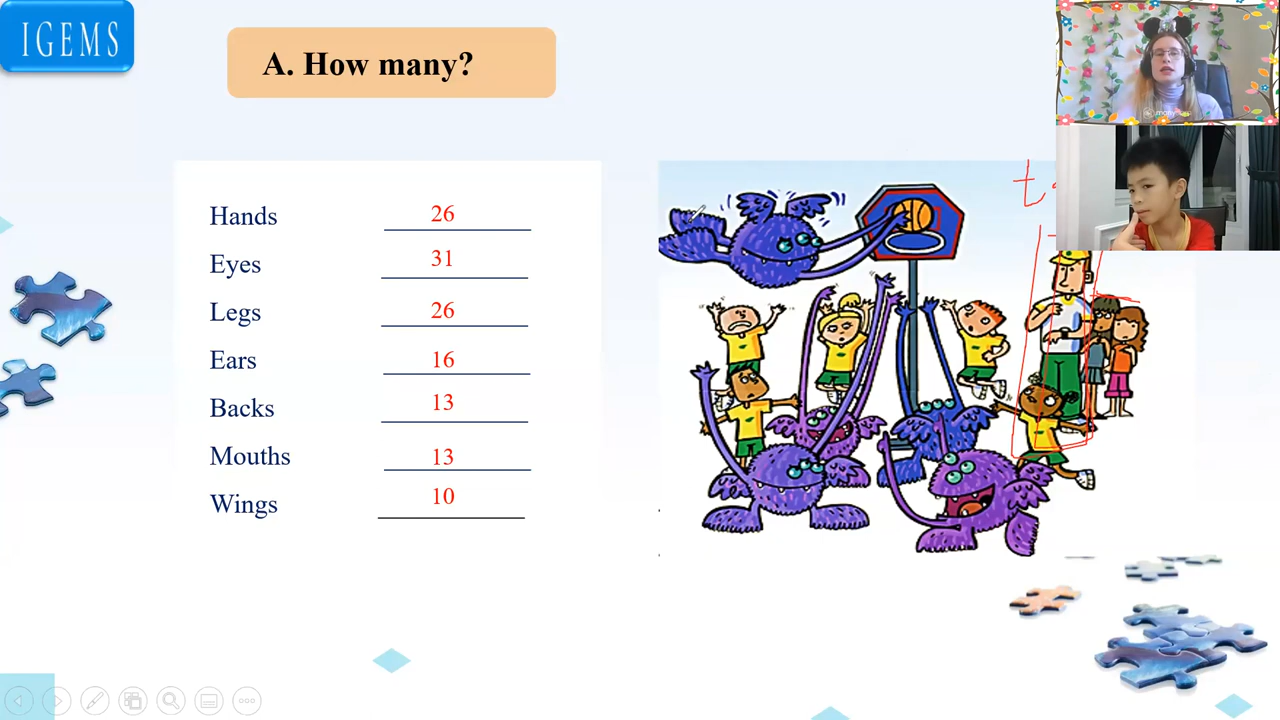 IGEMS
A. How many?
Hands 26
Eyes 31
Legs 26
Ears 16
Backs 13
Mouths 13
Wings 10